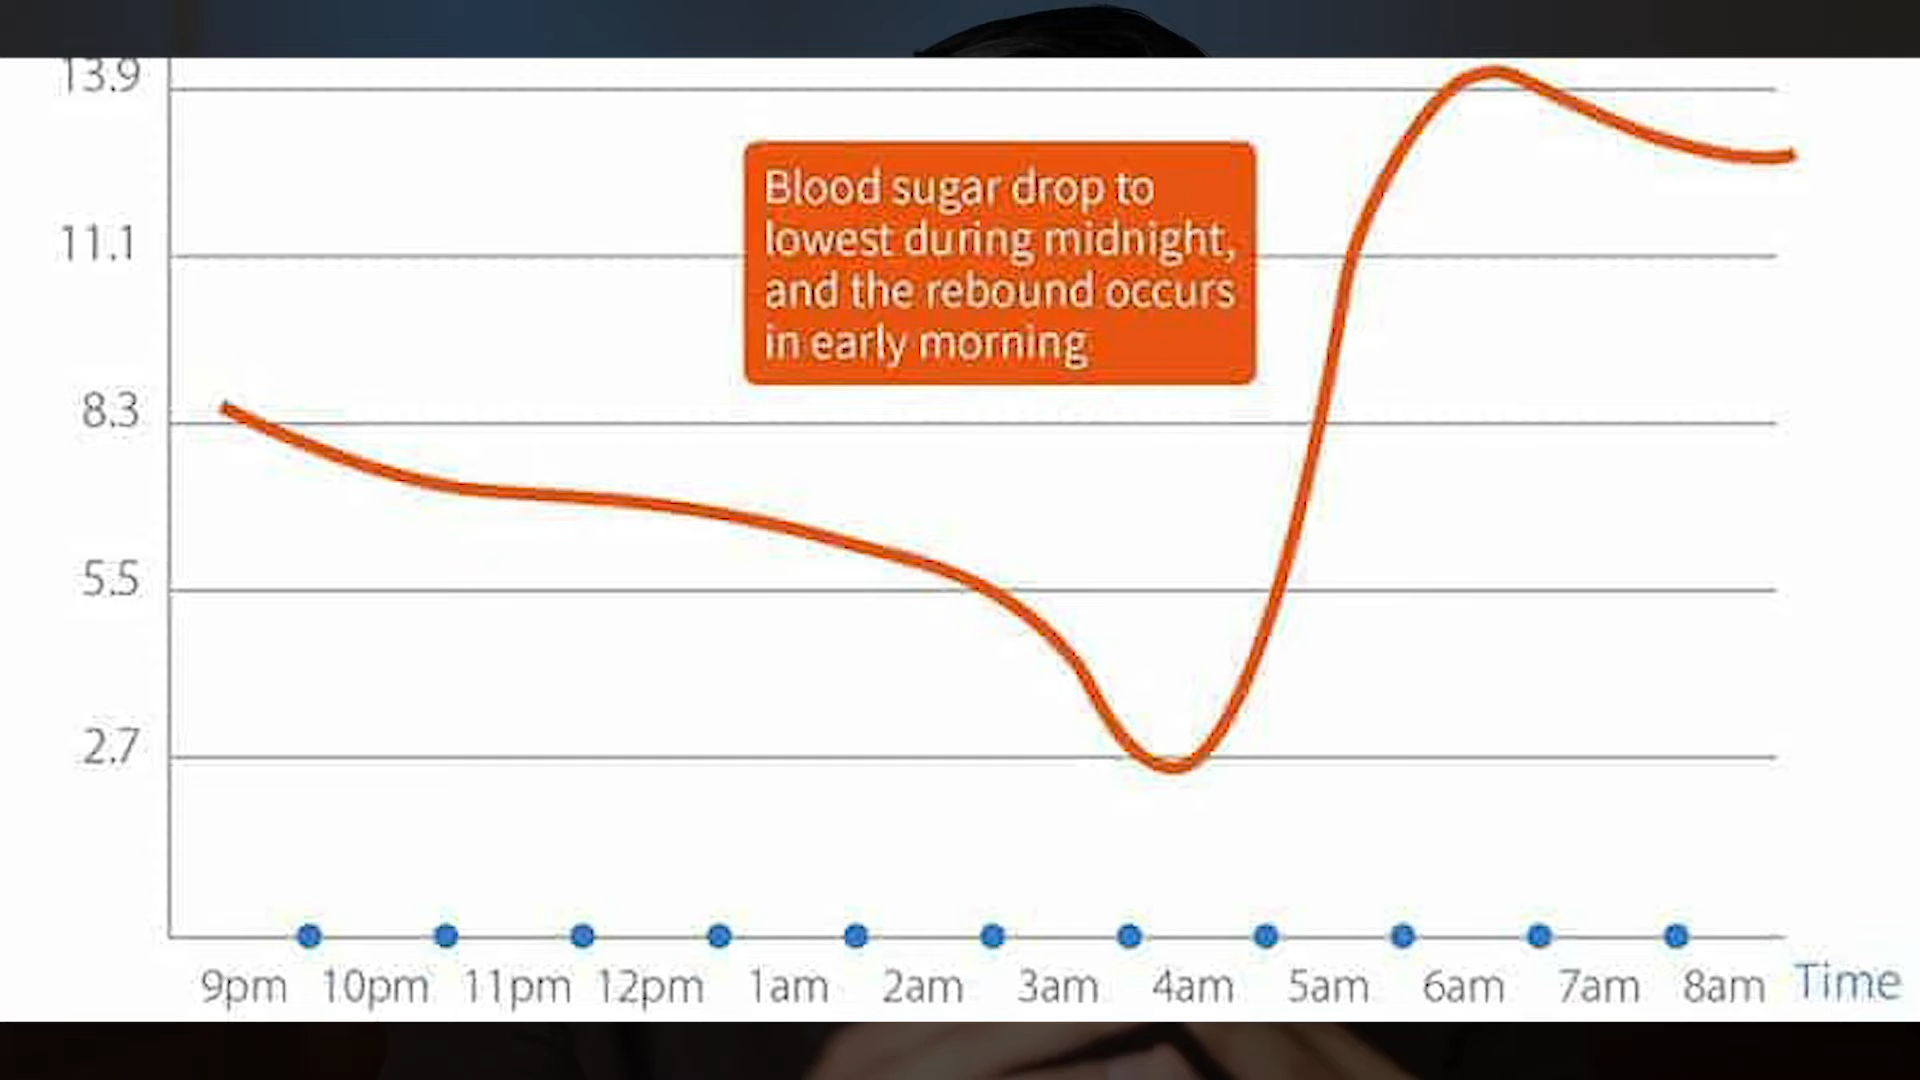 13.9
Blood sugar drop to
lowest during midnight,
and the rebound occurs
in early morning
11.1
8.3
5.5
2.7
9pm 10pm 11pm 12pm 1am 2am 3am 4am 5am 6am 7am 8am Time